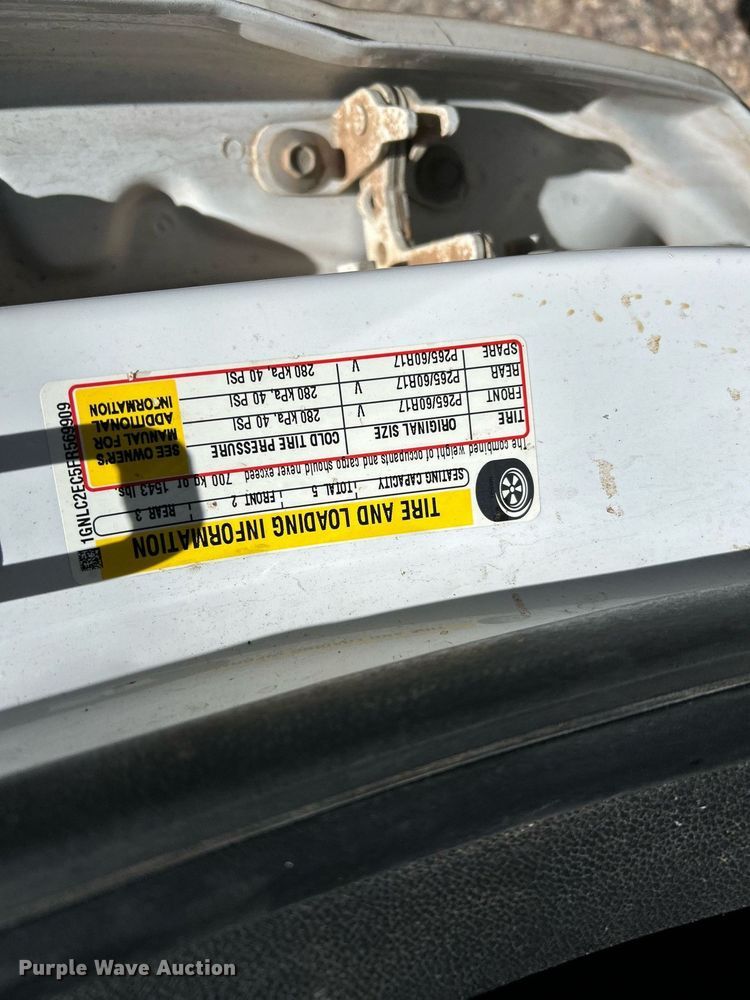 TIRE AND LOADING INFORMATION
SEATING CAPACITY TOTAL 5 FRONT 2 REAR 3
The combined weight of occupants and cargo should never exceed 700 kg or 1543 lbs.
TIRE ORIGINAL SIZE COLD TIRE PRESSURE
FRONT P265/60R17 V 280 kPa, 40 PSI
REAR P265/60R17 V 280 kPa, 40 PSI
SPARE P265/60R17 V 280 kPa, 40 PSI
SEE OWNER'S
MANUAL FOR
ADDITIONAL
INFORMATION
1GNLC2EC5FR569909
Purple Wave Auction